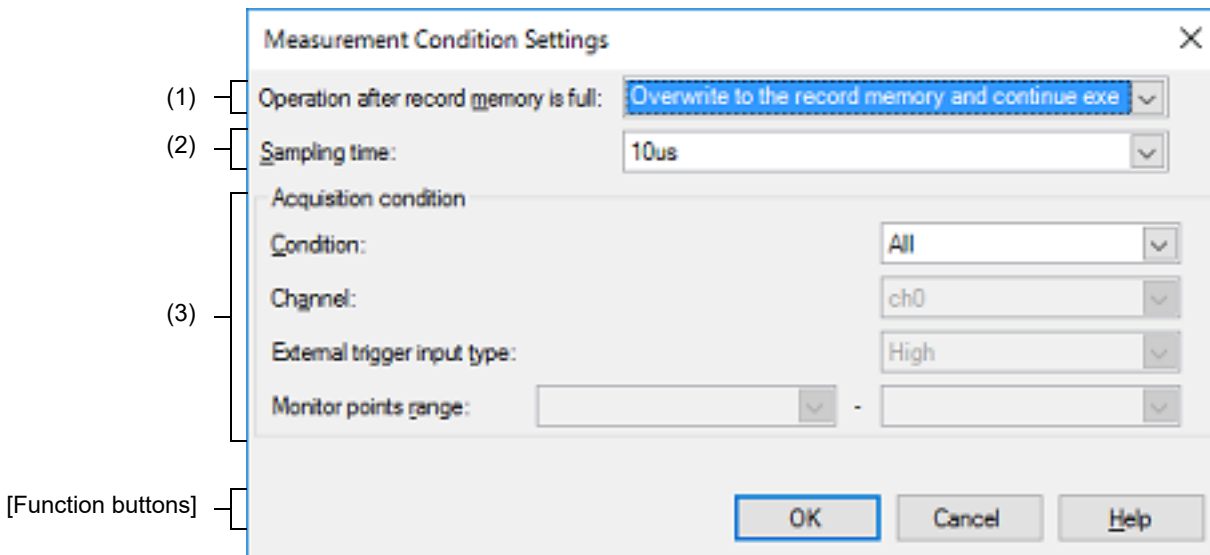 Measurement Condition Settings
(1) Operation after record memory is full: Overwrite to the record memory and continue exe
(2) Sampling time: 10us
Acquisition condition
Condition: All
(3) Channel: ch0
External trigger input type: High
Monitor points range: -
[Function buttons] OK Cancel Help